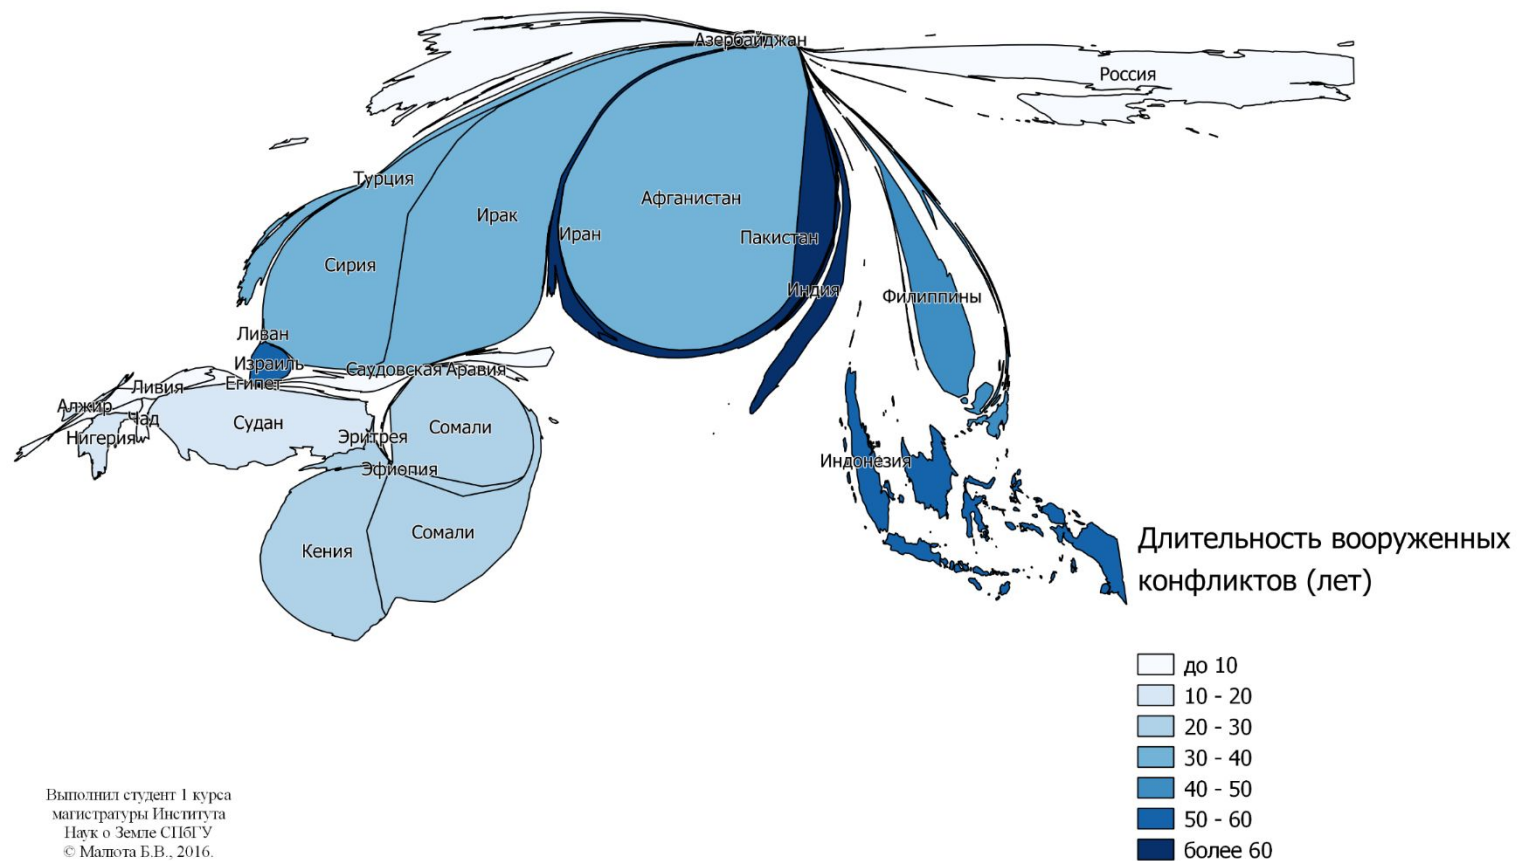 Азербайджан
Россия
Турция
Афганистан
Ирак
Иран
Пакистан
Сирия
Индия
Филиппины
Ливан
Израиль
Саудовская Аравия
Египет
Ливия
Алжир
Чад
Нигерия
Судан
Эритрея
Сомали
Эфиопия
Индонезия
Кения
Сомали
Длительность вооруженных
конфликтов (лет)
до 10
10 - 20
20 - 30
30 - 40
40 - 50
50 - 60
более 60
Выполнил студент 1 курса
магистратуры Института
Наук о Земле СПбГУ
© Малюта Б.В., 2016.